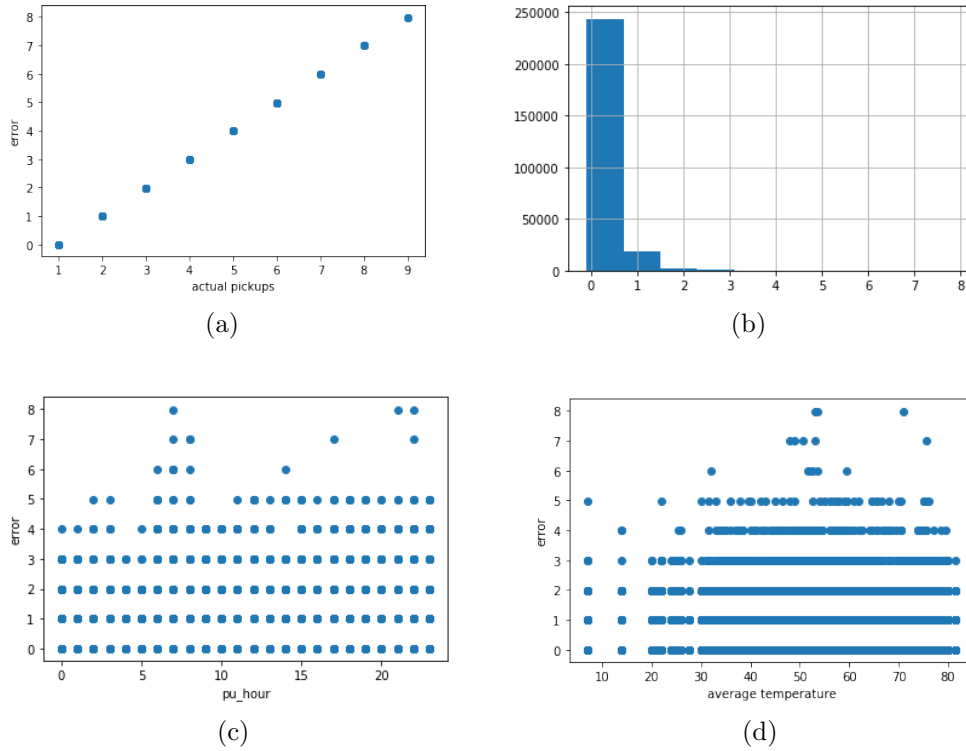 8
7
6
5
4
3
2
1
0
error
1 2 3 4 5 6 7 8 9
actual pickups
(a)
250000
200000
150000
100000
50000
0
0 1 2 3 4 5 6 7 8
(b)
8
7
6
5
4
3
2
1
0
error
0 5 10 15 20
pu_hour
(c)
8
7
6
5
4
3
2
1
0
error
10 20 30 40 50 60 70 80
average temperature
(d)